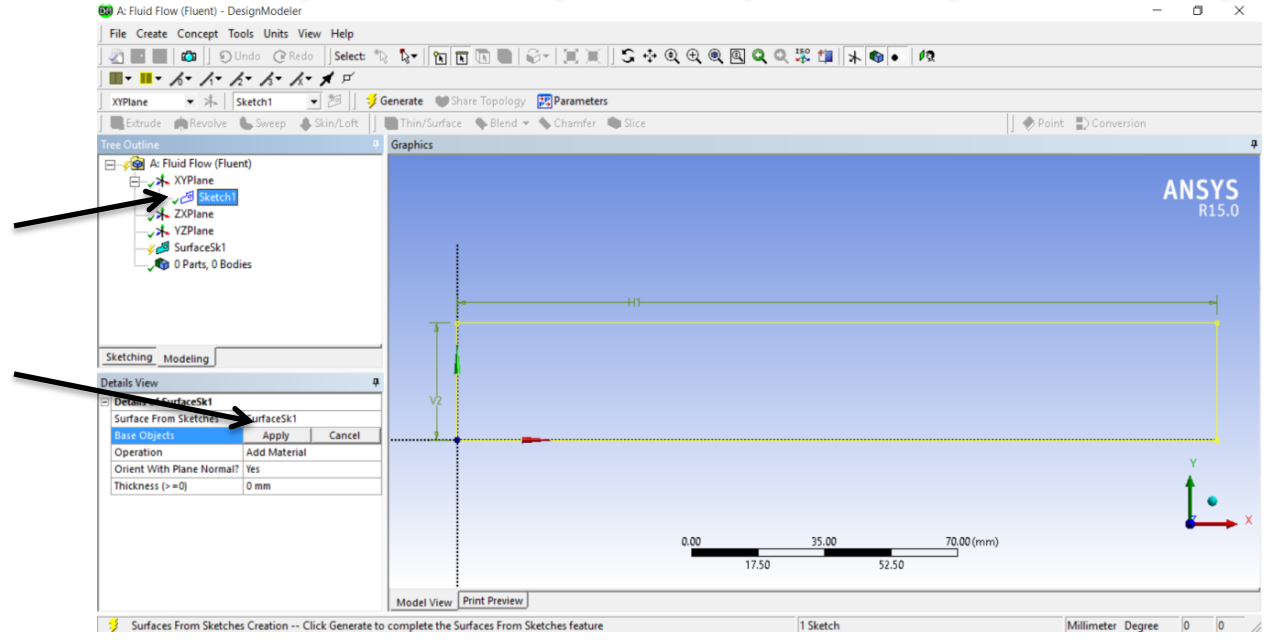 A: Fluid Flow (Fluent) - DesignModeler
File Create Concept Tools Units View Help
Undo Redo Select:
XYPlane Sketch1 Generate Share Topology Parameters
Extrude Revolve Sweep Skin/Loft Thin/Surface Blend Chamfer Slice Point Conversion
Tree Outline
Graphics
A: Fluid Flow (Fluent)
XYPlane
Sketch1
ZXPlane
YZPlane
SurfaceSk1
0 Parts, 0 Bodies
ANSYS
R15.0
H1
V2
Sketching Modeling
Details View
Details of SurfaceSk1
Surface From Sketches SurfaceSk1
Base Objects Apply Cancel
Operation Add Material
Orient With Plane Normal? Yes
Thickness (>=0) 0 mm
Y
X
0.00 35.00 70.00 (mm)
17.50 52.50
Model View Print Preview
Surfaces From Sketches Creation -- Click Generate to complete the Surfaces From Sketches feature 1 Sketch Millimeter Degree 0 0